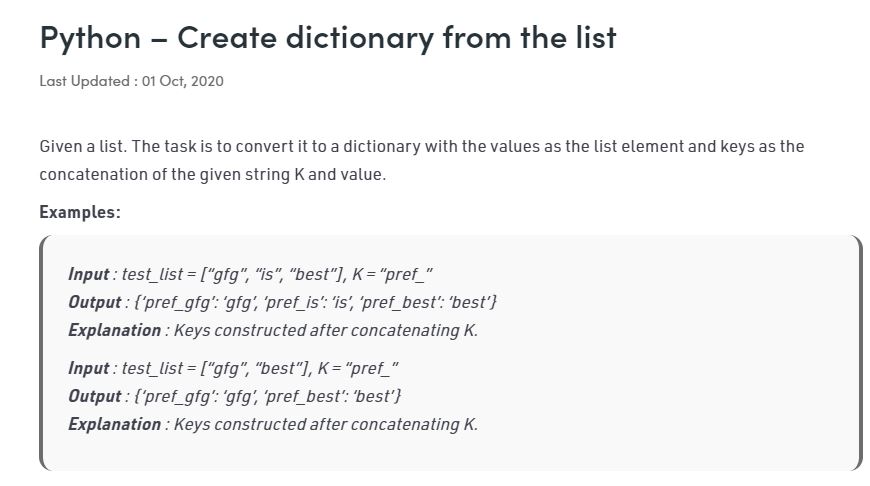 Python – Create dictionary from the list
Last Updated : 01 Oct, 2020
Given a list. The task is to convert it to a dictionary with the values as the list element and keys as the
concatenation of the given string K and value.
Examples:
Input : test_list = [“gfg”, “is”, “best”], K = “pref_”
Output : {‘pref_gfg’: ‘gfg’, ‘pref_is’: ‘is’, ‘pref_best’: ‘best’}
Explanation : Keys constructed after concatenating K.
Input : test_list = [“gfg”, “best”], K = “pref_”
Output : {‘pref_gfg’: ‘gfg’, ‘pref_best’: ‘best’}
Explanation : Keys constructed after concatenating K.